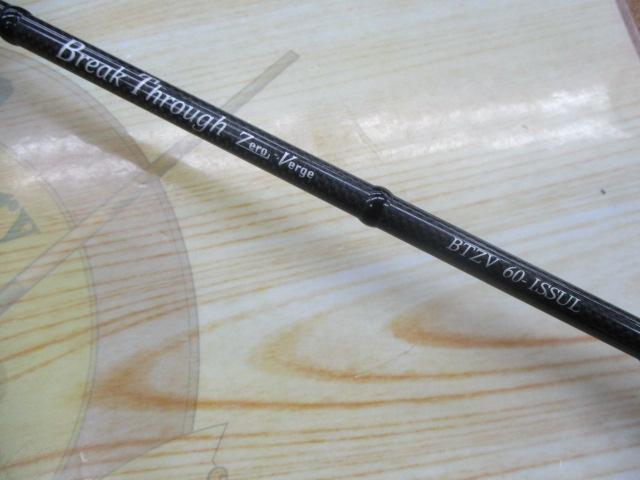 Break Through Zero-Verge
BTZV 60-1SSUL